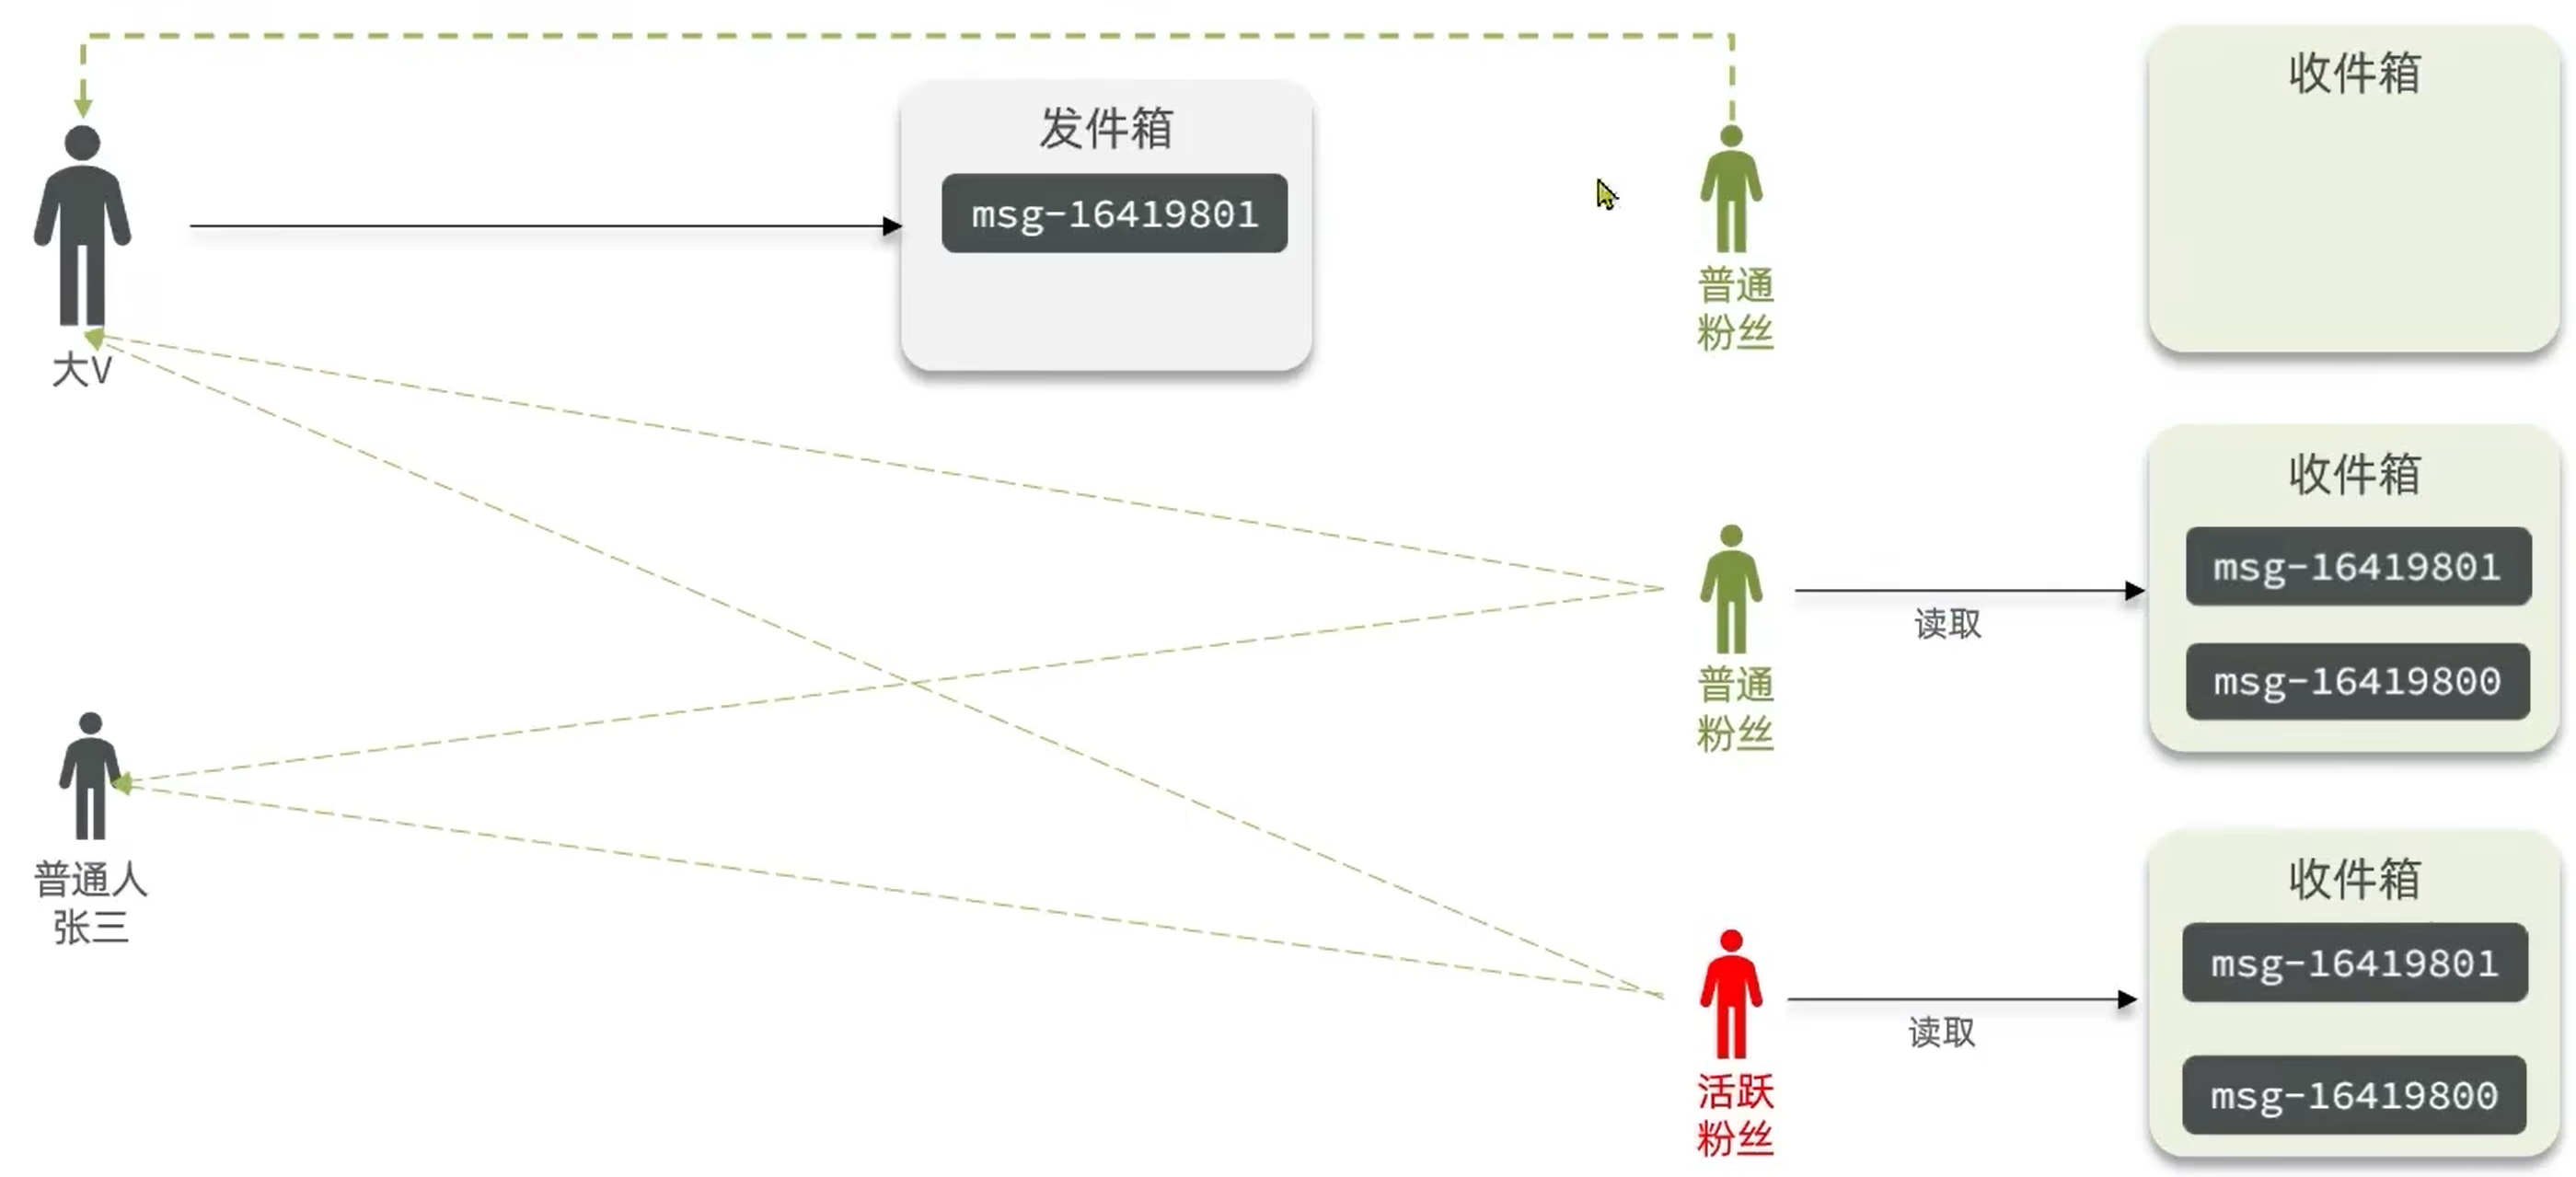 发件箱
msg-16419801
大V
普通
粉丝
收件箱
普通
粉丝
读取
收件箱
msg-16419801
msg-16419800
普通人
张三
活跃
粉丝
读取
收件箱
msg-16419801
msg-16419800